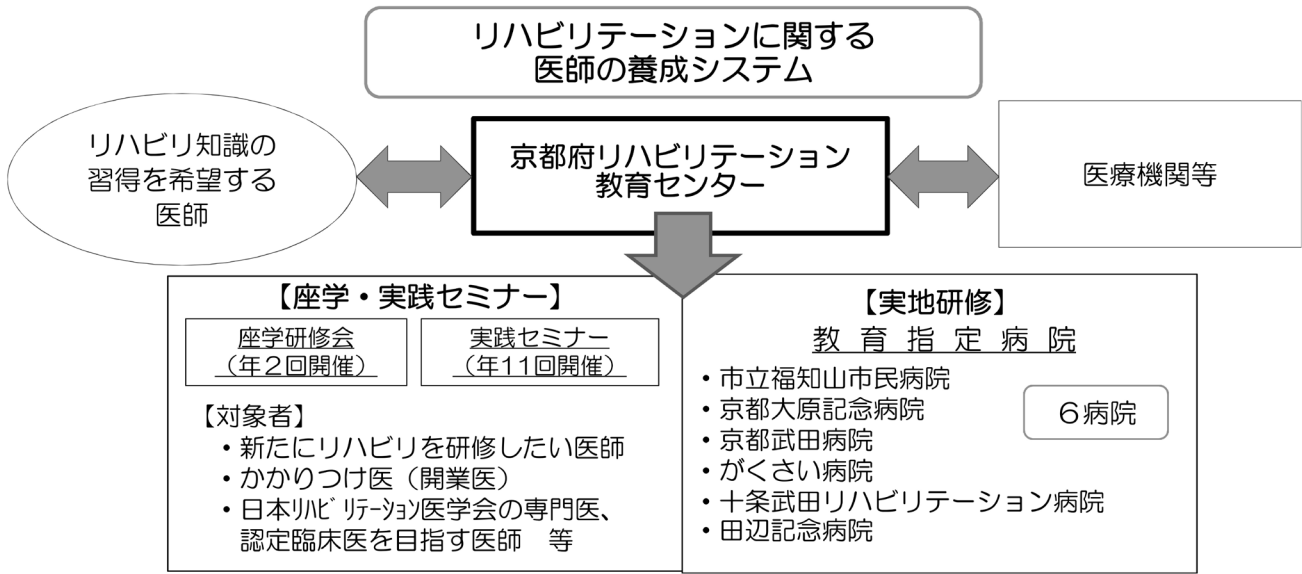 リハビリテーションに関する
医師の養成システム
リハビリ知識の
習得を希望する
医師
京都府リハビリテーション
教育センター
医療機関等
【座学・実践セミナー】
座学研修会
（年２回開催）
実践セミナー
（年11回開催）
【対象者】
・新たにリハビリを研修したい医師
・かかりつけ医（開業医）
・日本ﾘﾊﾋﾞﾘﾃｰｼｮﾝ医学会の専門医、
認定臨床医を目指す医師　等
【実地研修】
教 育 指 定 病 院
・市立福知山市民病院
・京都大原記念病院
・京都武田病院
・がくさい病院
・十条武田リハビリテーション病院
・田辺記念病院
６病院